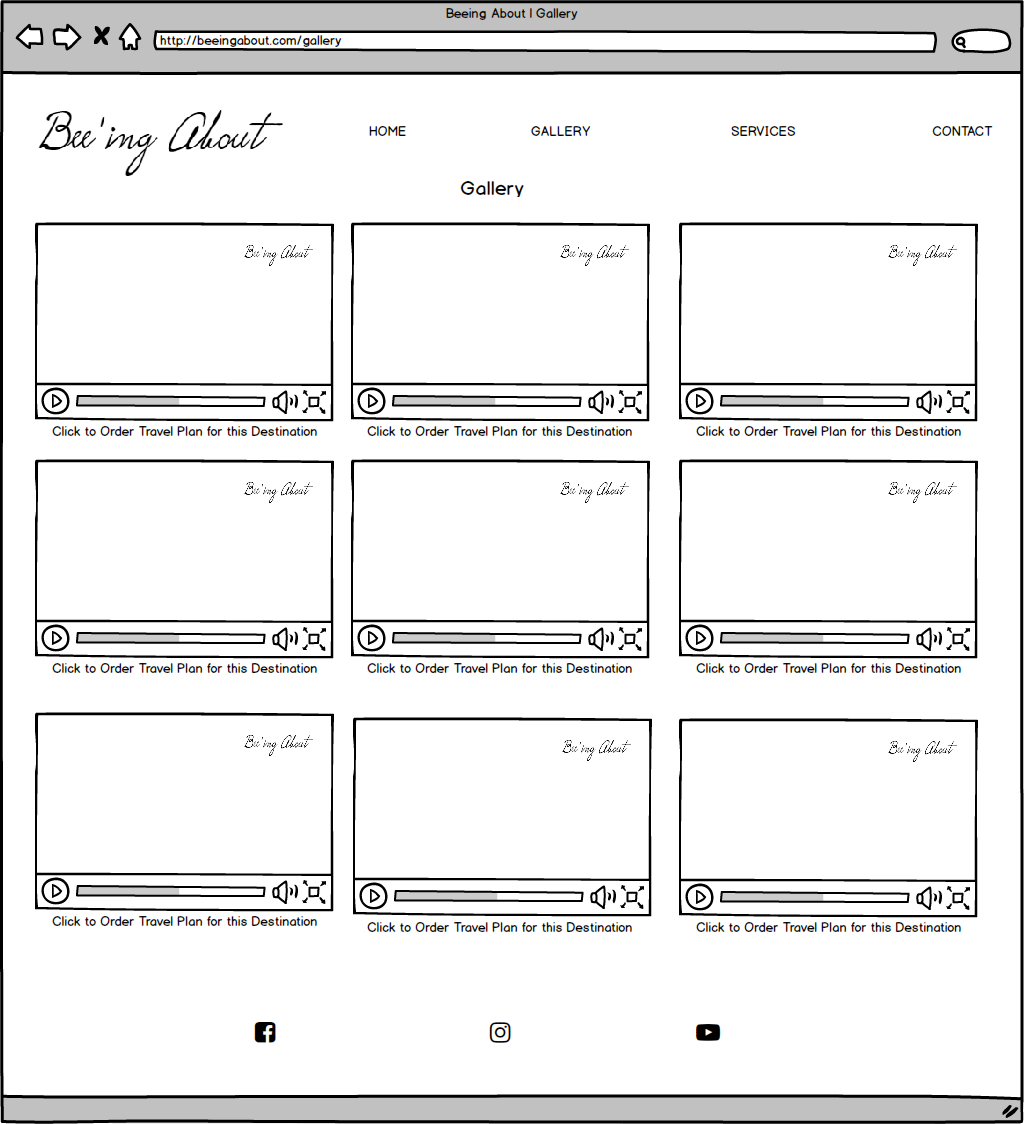 Beeing About | Gallery
http://beeingabout.com/gallery
Bee'ing About
HOME GALLERY SERVICES CONTACT
Gallery
Bee'ing About Bee'ing About Bee'ing About
Click to Order Travel Plan for this Destination Click to Order Travel Plan for this Destination Click to Order Travel Plan for this Destination
Bee'ing About Bee'ing About Bee'ing About
Click to Order Travel Plan for this Destination Click to Order Travel Plan for this Destination Click to Order Travel Plan for this Destination
Bee'ing About Bee'ing About Bee'ing About
Click to Order Travel Plan for this Destination Click to Order Travel Plan for this Destination Click to Order Travel Plan for this Destination